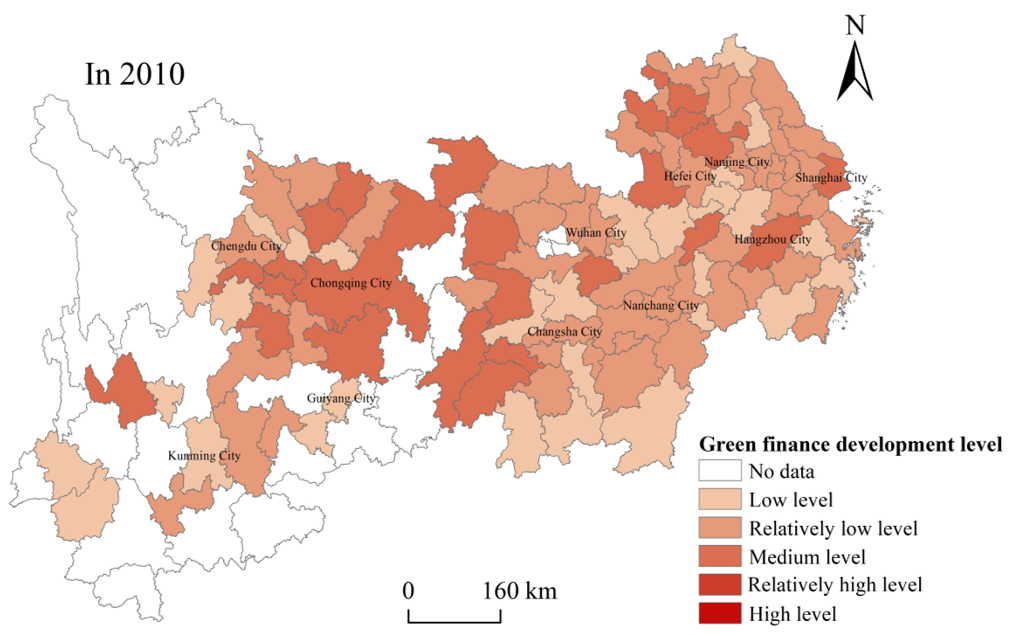 In 2010
N
Nanjing City
Hefei City
Shanghai City
Wuhan City
Chengdu City
Hangzhou City
Chongqing City
Nanchang City
Changsha City
Guiyang City
Kunming City
Green finance development level
No data
Low level
Relatively low level
Medium level
Relatively high level
High level
0 160 km